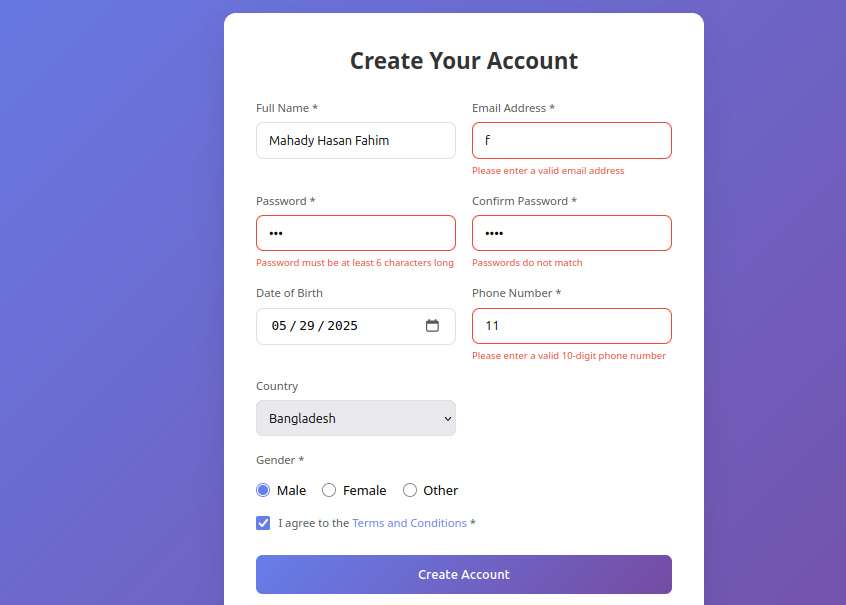 Create Your Account
Full Name *
Email Address *
Mahady Hasan Fahim
f
Please enter a valid email address
Password *
Confirm Password *
•••
••••
Password must be at least 6 characters long
Passwords do not match
Date of Birth
Phone Number *
05/29/2025
11
Please enter a valid 10-digit phone number
Country
Bangladesh
Gender *
Male Female Other
I agree to the Terms and Conditions *
Create Account